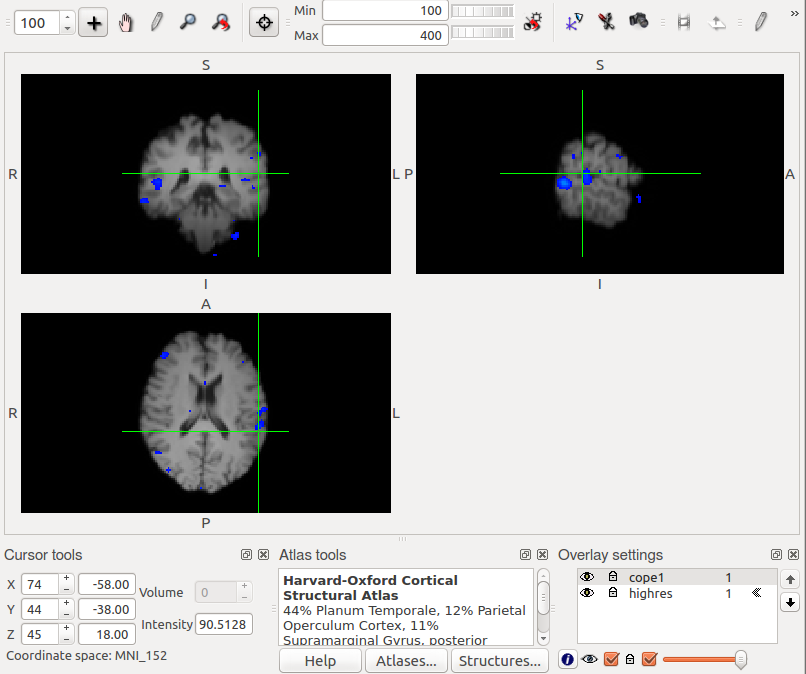 100
Min
100
Max
400
»
S
R
L
I
S
P
A
I
A
R
L
P
Cursor tools
X
74
-58.00
Y
44
-38.00
Z
45
18.00
Volume
0
Intensity
90.5128
Coordinate space: MNI_152
Atlas tools
Harvard-Oxford Cortical
Structural Atlas
44% Planum Temporale, 12% Parietal
Operculum Cortex, 11%
Supramarginal Gyrus, posterior
Help
Atlases...
Structures...
Overlay settings
cope1 1
highres 1